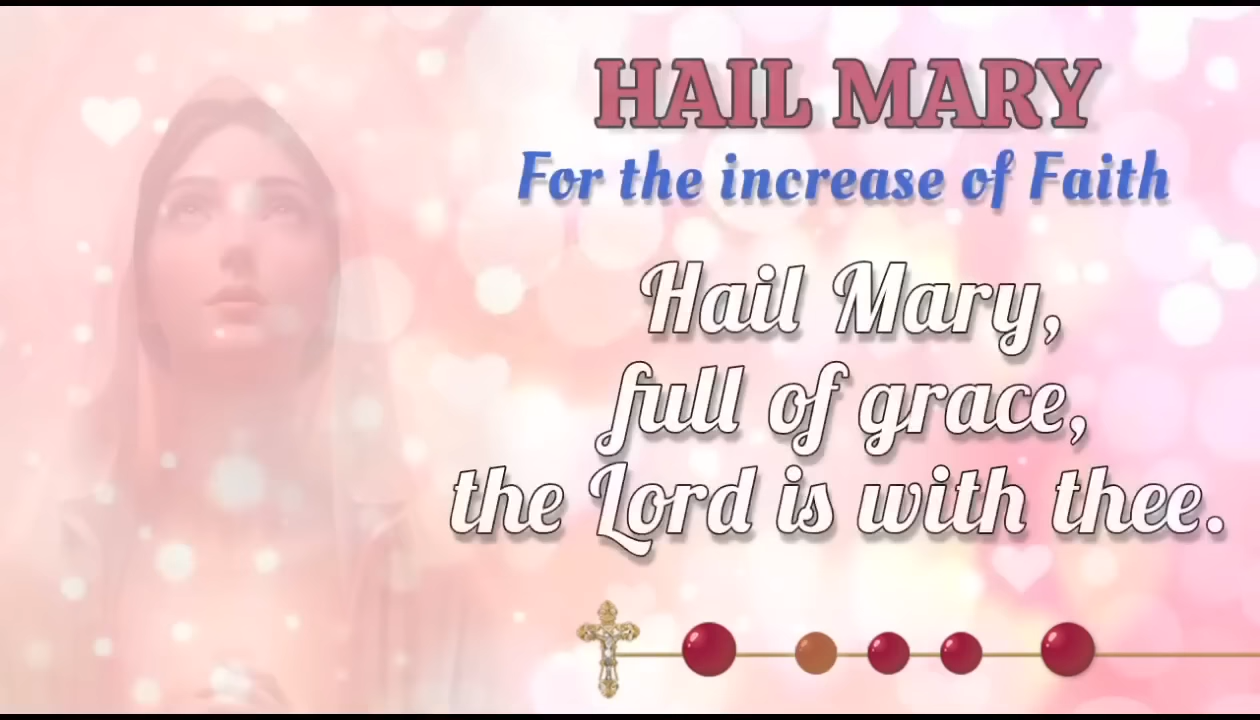 HAIL MARY
For the increase of Faith
Hail Mary,
full of grace,
the Lord is with thee.